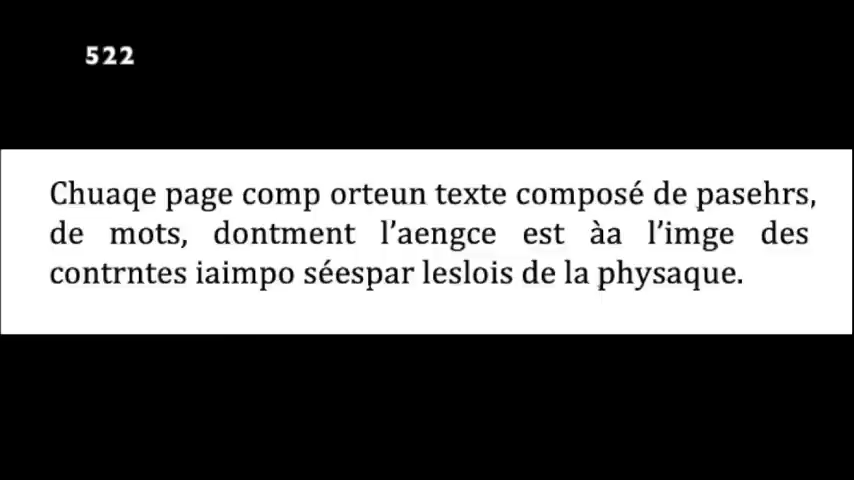 522
Chuaqe page comp orteun texte composé de pasehrs,
de mots, dontment l’aengce est àa l’imge des
contrntes iaimpo séespar leslois de la physaque.